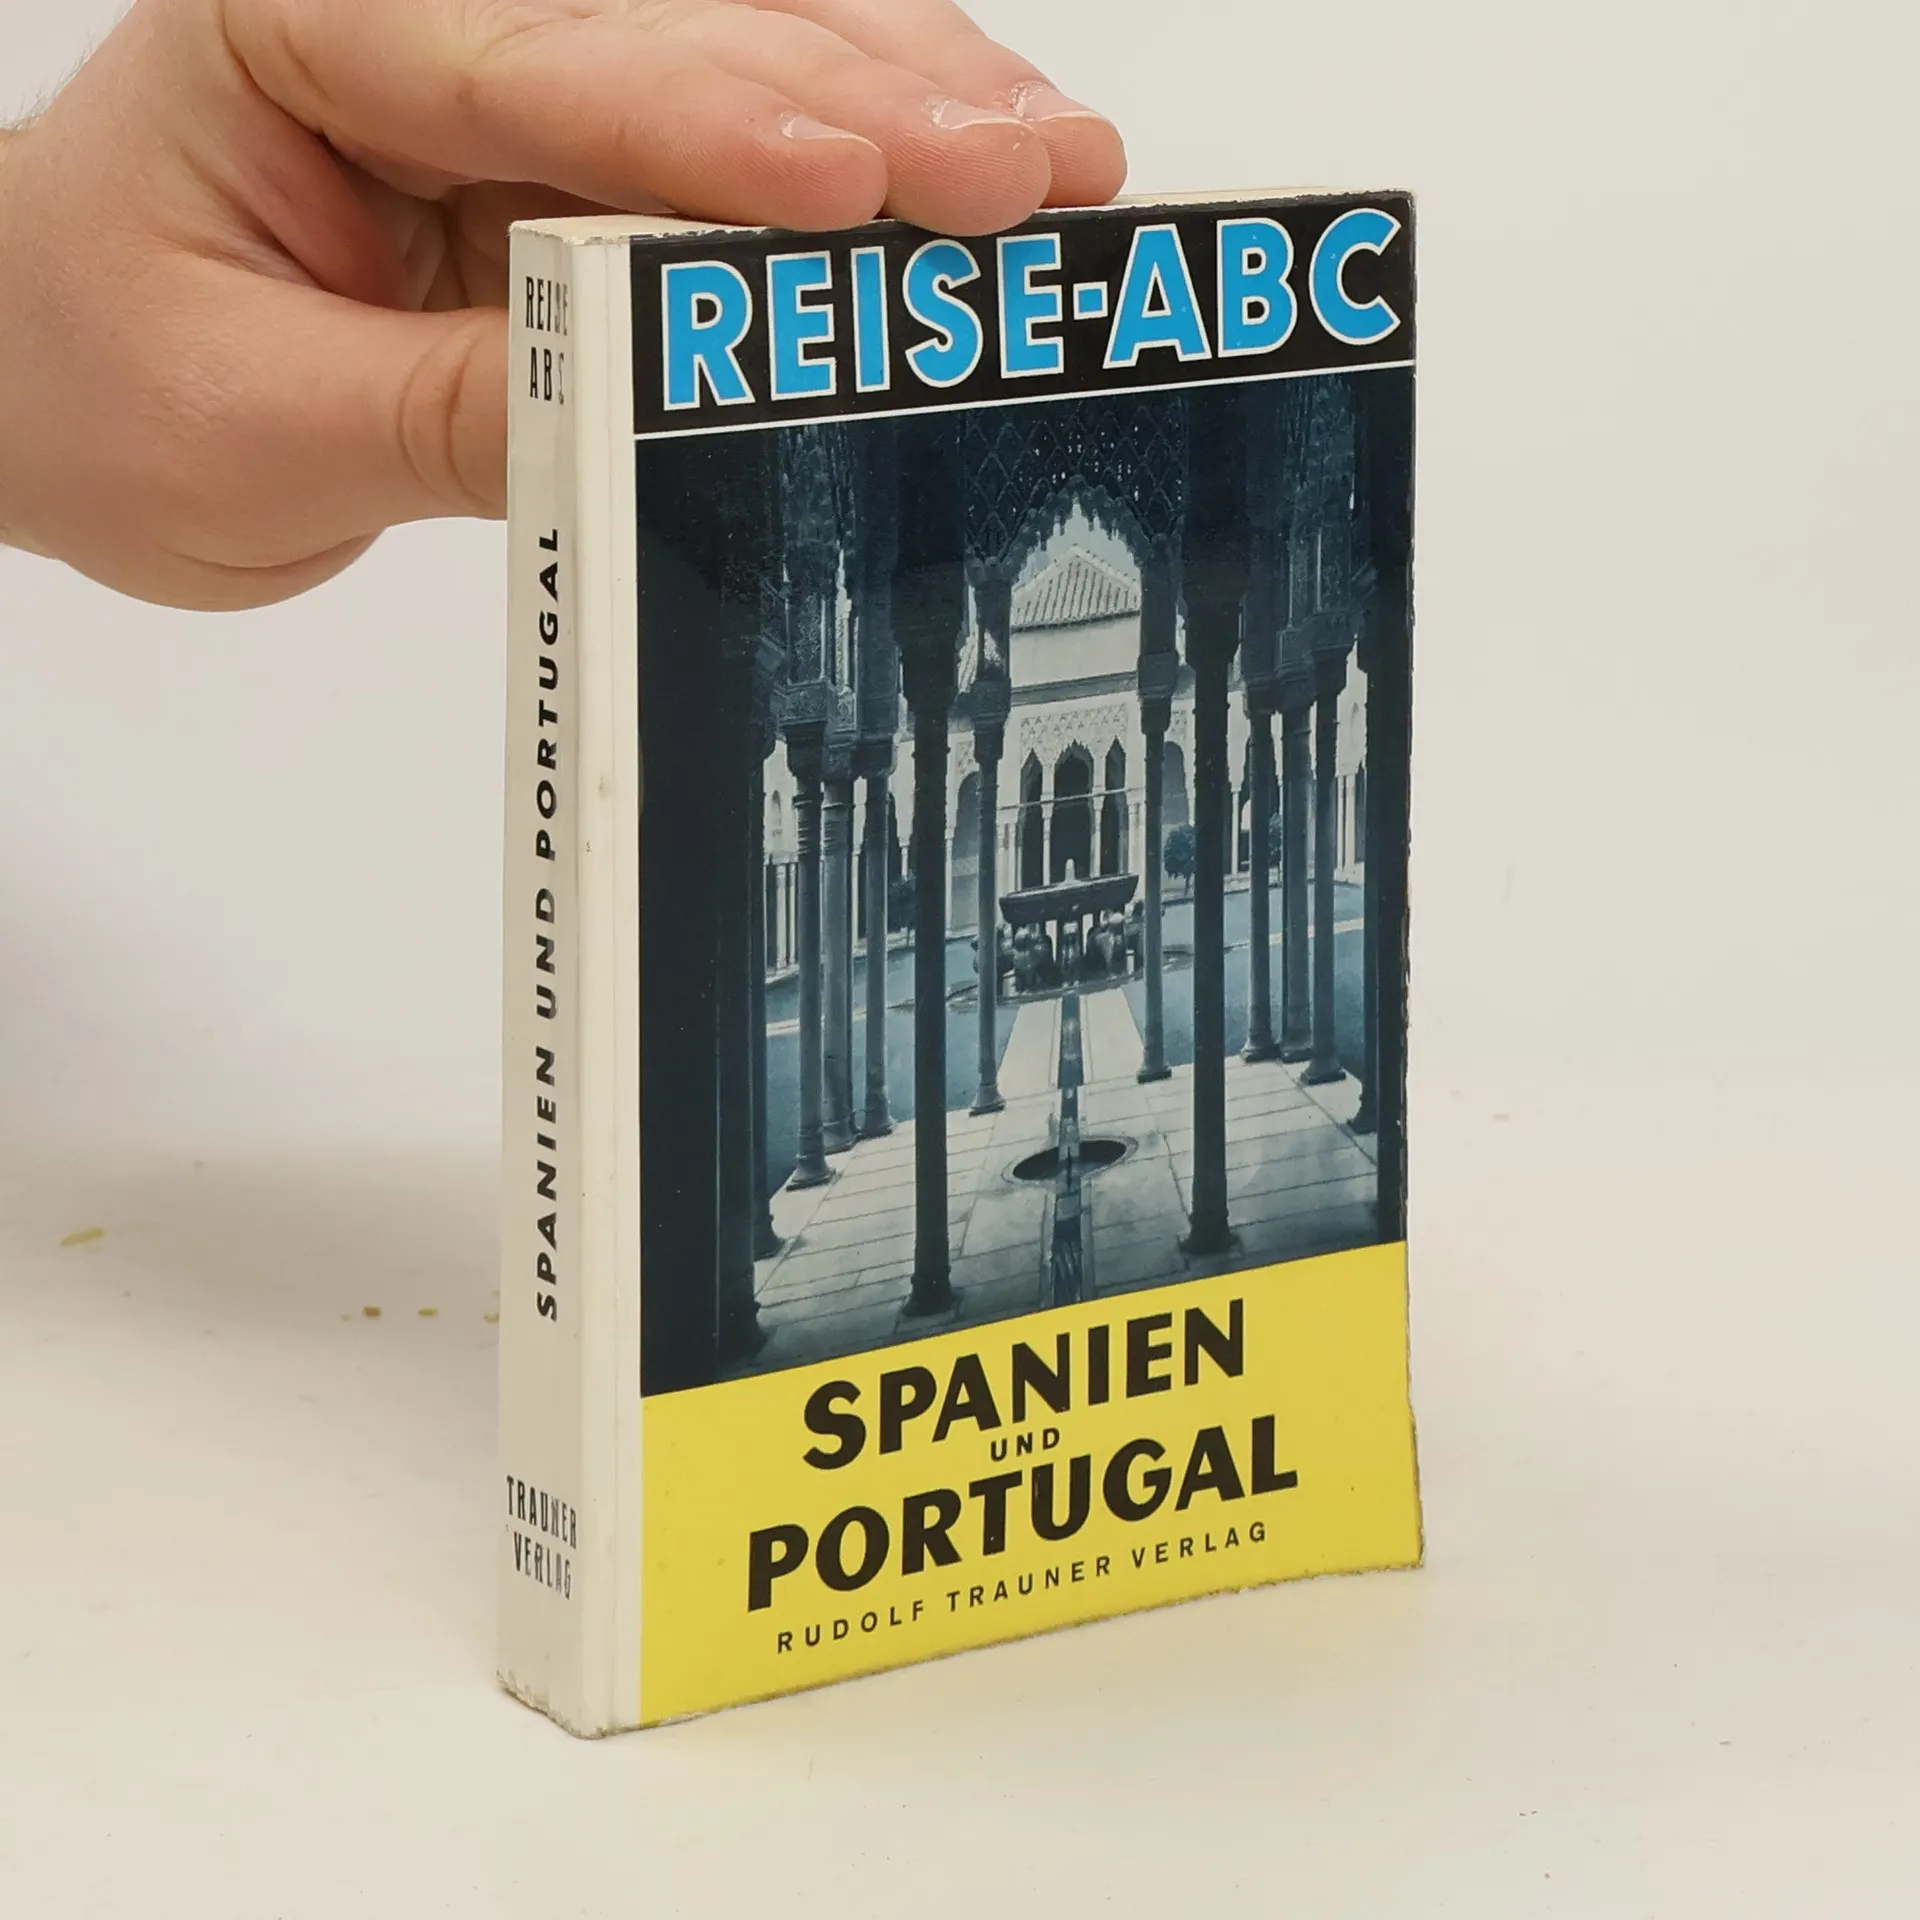 REISE
ABC
SPANIEN UND PORTUGAL
TRAUNER
VERLAG
REISE-ABC
SPANIEN
UND
PORTUGAL
RUDOLF TRAUNER VERLAG